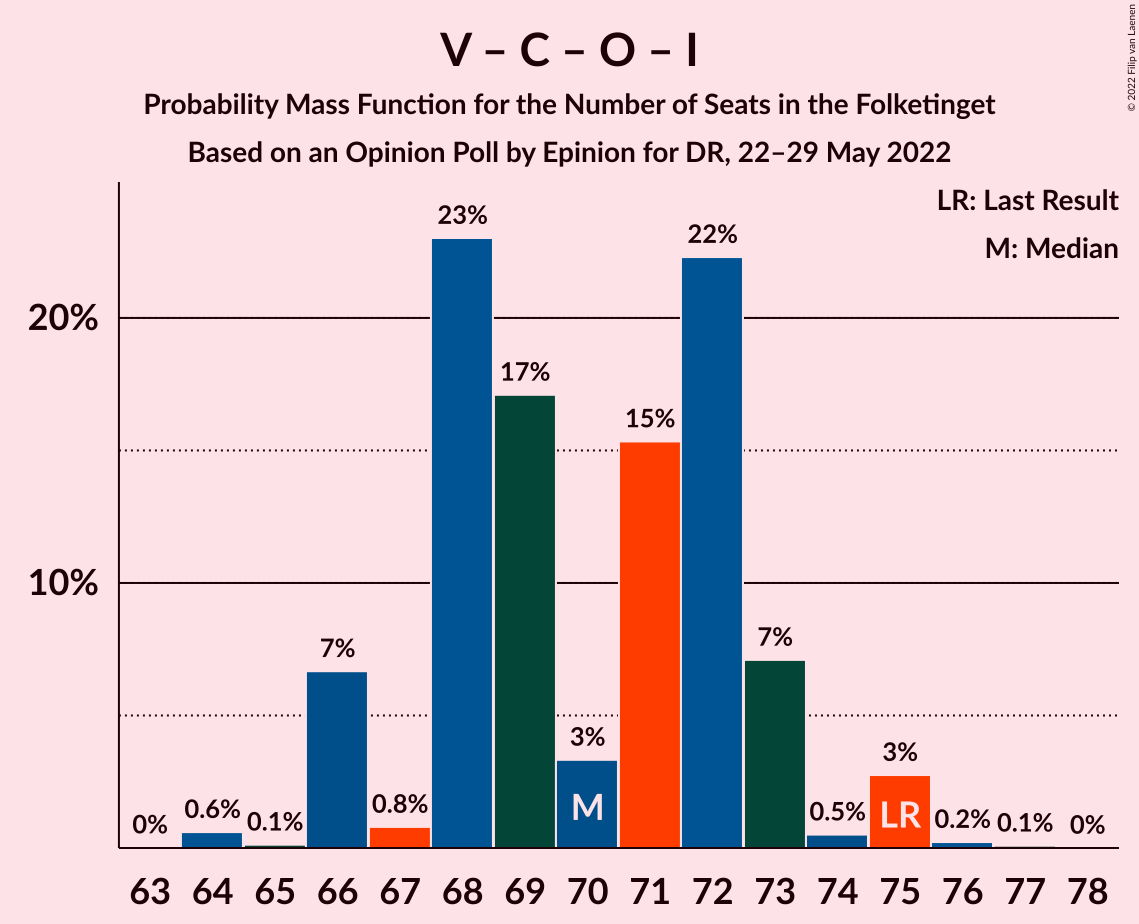 V – C – O – I
Probability Mass Function for the Number of Seats in the Folketinget
Based on an Opinion Poll by Epinion for DR, 22–29 May 2022
© 2022 Filip van Laenen
LR: Last Result
M: Median
20%
10%
0%
0.6%
0.1%
7%
0.8%
23%
17%
3%
15%
22%
7%
0.5%
3%
0.2%
0.1%
0%
M
LR
63 64 65 66 67 68 69 70 71 72 73 74 75 76 77 78